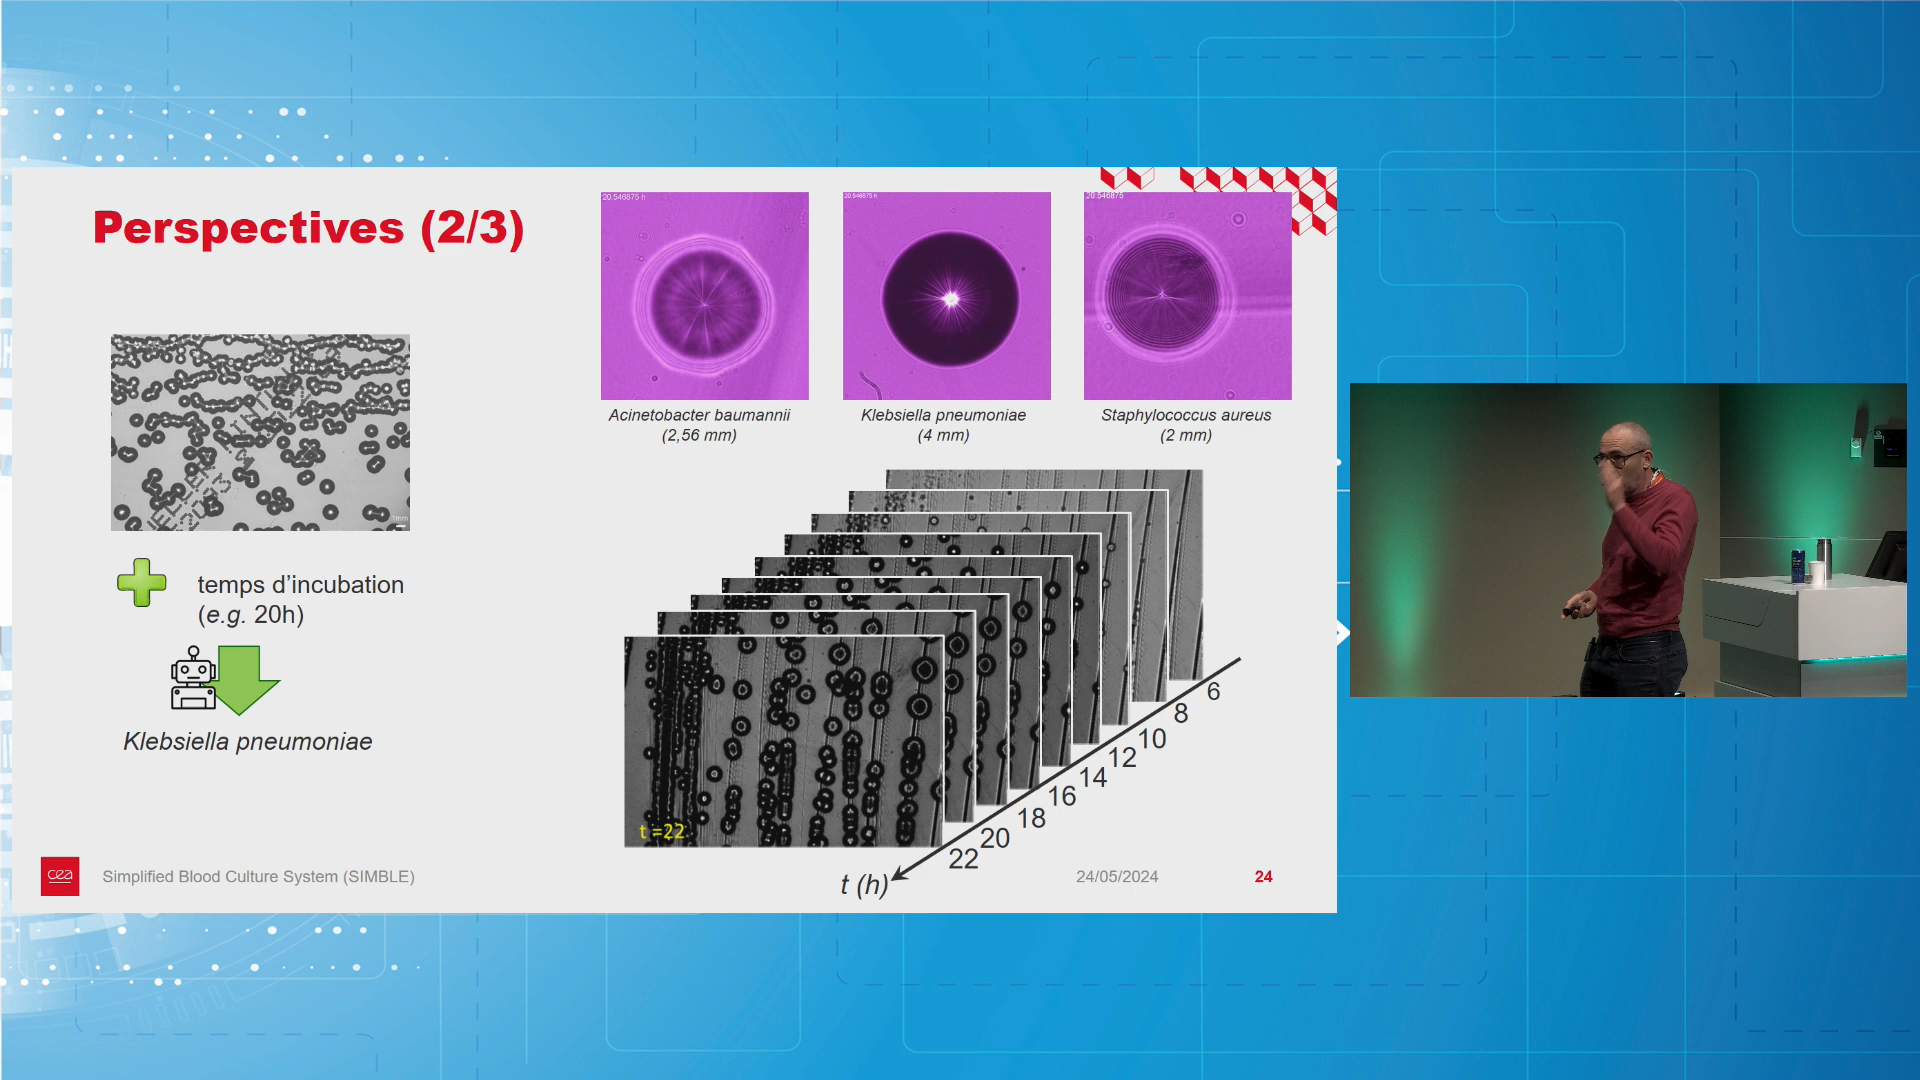 Perspectives (2/3)
20.546875 h
20.546875 h
20.546875
Acinetobacter baumannii
(2,56 mm)
Klebsiella pneumoniae
(4 mm)
Staphylococcus aureus
(2 mm)
1mm
temps d'incubation
(e.g. 20h)
Klebsiella pneumoniae
t =22
6
8
10
12
14
16
18
20
22
t (h)
cea
Simplified Blood Culture System (SIMBLE)
24/05/2024
24